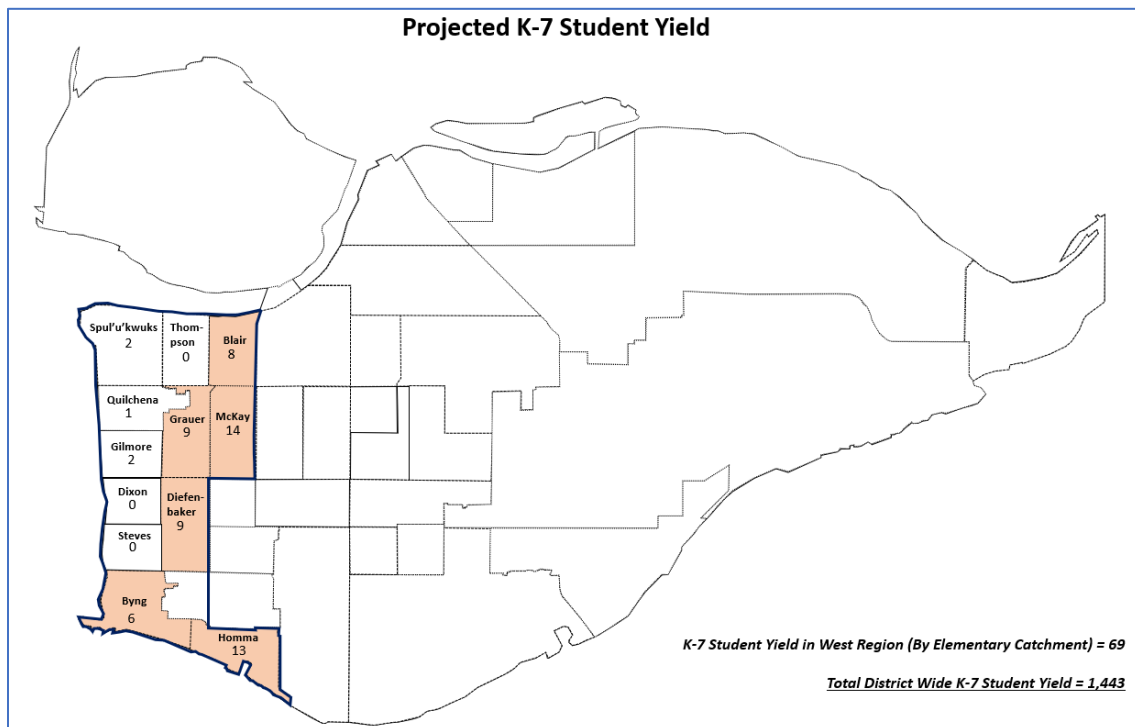 Projected K-7 Student Yield
Spul'u'kwuks
2
Thom-
pson
0
Blair
8
Quilchena
1
Grauer
9
McKay
14
Gilmore
2
Dixon
0
Diefen-
baker
9
Steves
0
Byng
6
Homma
13
K-7 Student Yield in West Region (By Elementary Catchment) = 69
Total District Wide K-7 Student Yield = 1,443